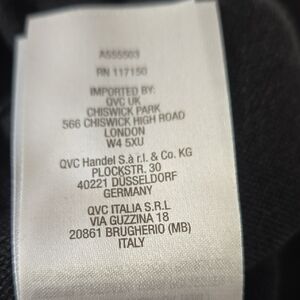 A555503
RN 117150
IMPORTED BY:
QVC UK
CHISWICK PARK
566 CHISWICK HIGH ROAD
LONDON
W4 5XU
QVC Handel S.à r.l. & Co. KG
PLOCKSTR. 30
40221 DÜSSELDORF
GERMANY
QVC ITALIA S.R.L
VIA GUZZINA 18
20861 BRUGHERIO (MB)
ITALY